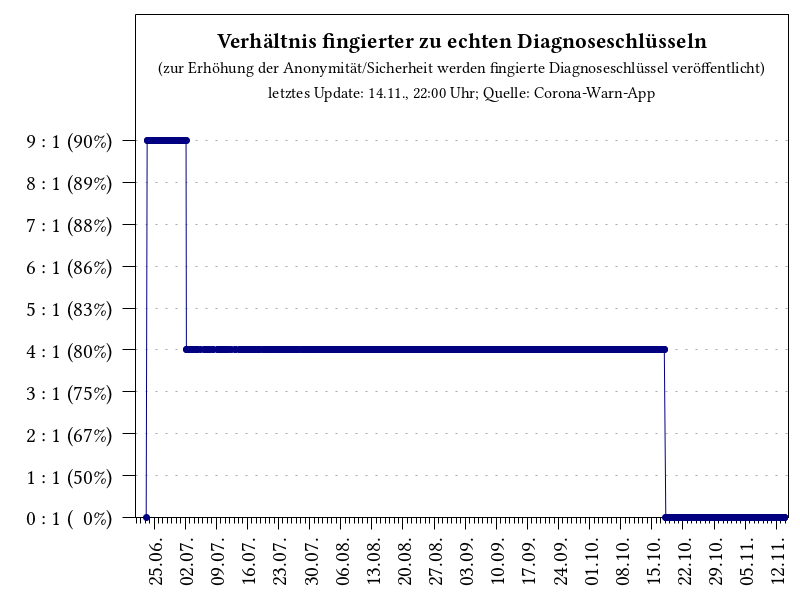 Verhältnis fingierter zu echten Diagnoseschlüsseln
(zur Erhöhung der Anonymität/Sicherheit werden fingierte Diagnoseschlüssel veröffentlicht)
letztes Update: 14.11., 22:00 Uhr; Quelle: Corona-Warn-App
9 : 1 (90%)
8 : 1 (89%)
7 : 1 (88%)
6 : 1 (86%)
5 : 1 (83%)
4 : 1 (80%)
3 : 1 (75%)
2 : 1 (67%)
1 : 1 (50%)
0 : 1 (  0%)
25.06.
02.07.
09.07.
16.07.
23.07.
30.07.
06.08.
13.08.
20.08.
27.08.
03.09.
10.09.
17.09.
24.09.
01.10.
08.10.
15.10.
22.10.
29.10.
05.11.
12.11.